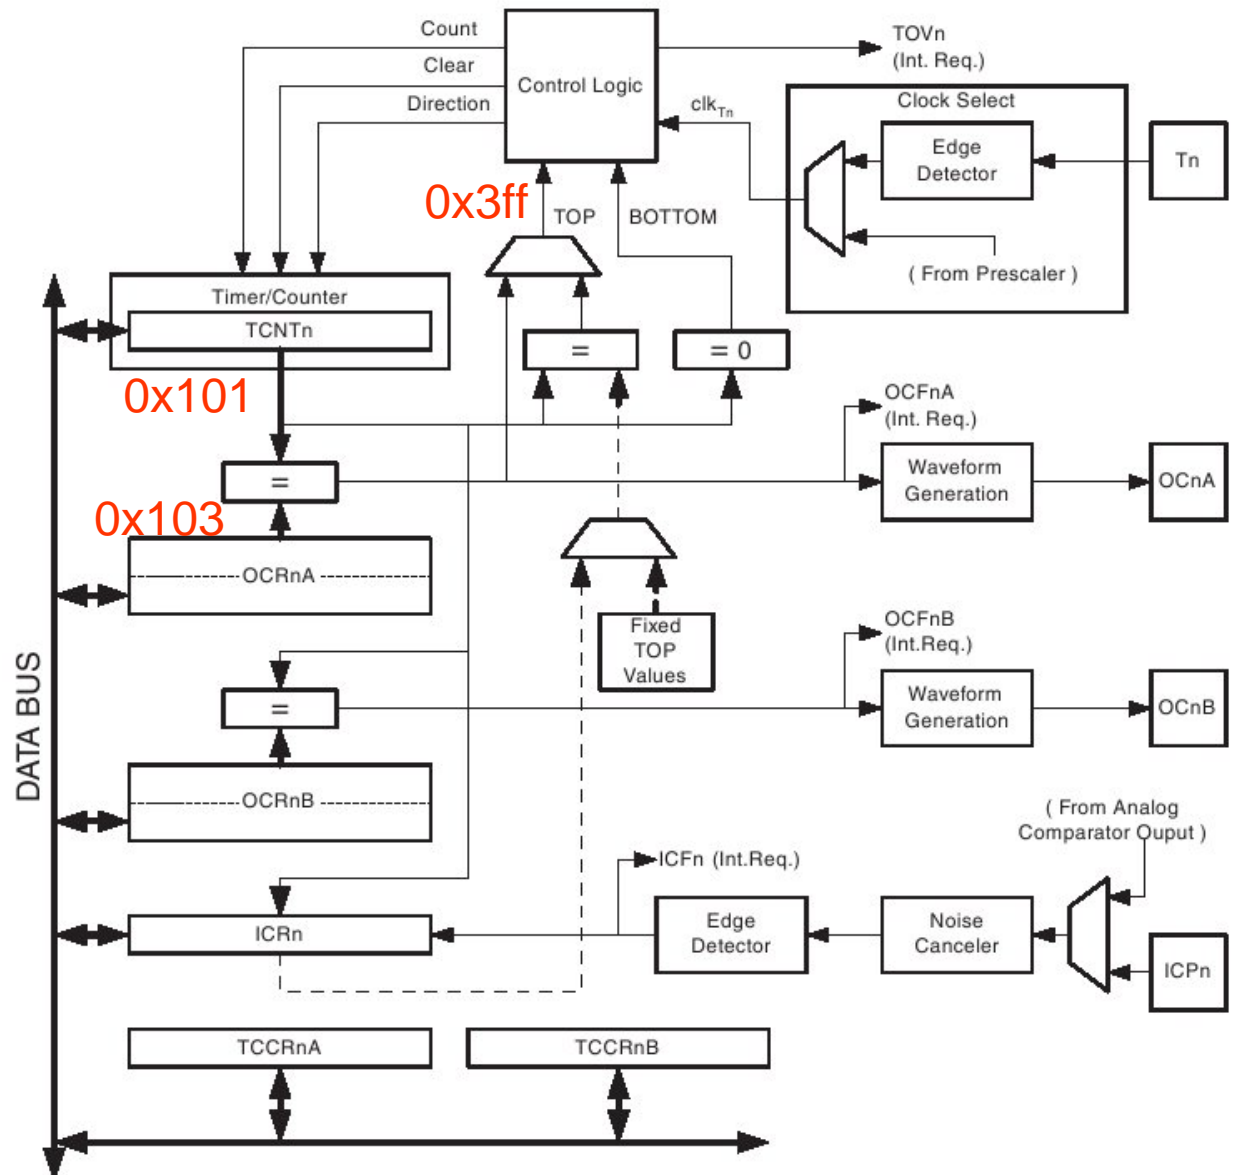 Count
Clear
Direction
Control Logic
TOVn
(Int. Req.)
clkTn
Clock Select
Edge
Detector
Tn
( From Prescaler )
0x3ff
TOP
BOTTOM
Timer/Counter
TCNTn
=
= 0
0x101
OCFnA
(Int. Req.)
=
Waveform
Generation
OCnA
0x103
OCRnA
Fixed
TOP
Values
OCFnB
(Int.Req.)
=
Waveform
Generation
OCnB
DATA BUS
OCRnB
( From Analog
Comparator Ouput )
ICFn (Int.Req.)
ICRn
Edge
Detector
Noise
Canceler
ICPn
TCCRnA
TCCRnB